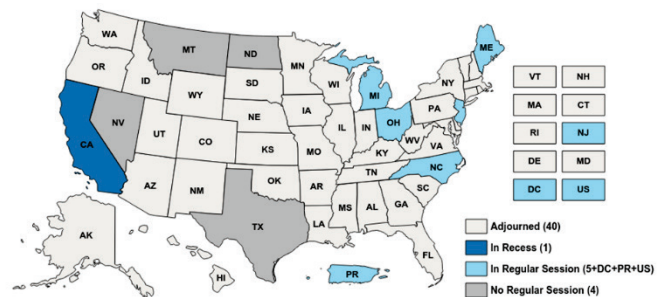 WA
MT
ND
MN
ME
OR
ID
SD
WI
MI
NY
WY
NE
IA
PA
NV
UT
CO
IL
IN
OH
WV
VA
CA
KS
MO
KY
NC
AZ
NM
OK
AR
TN
SC
TX
LA
MS
AL
GA
AK
HI
PR
FL
VT NH
MA CT
RI NJ
DE MD
DC US
Adjourned (40)
In Recess (1)
In Regular Session (5+DC+PR+US)
No Regular Session (4)